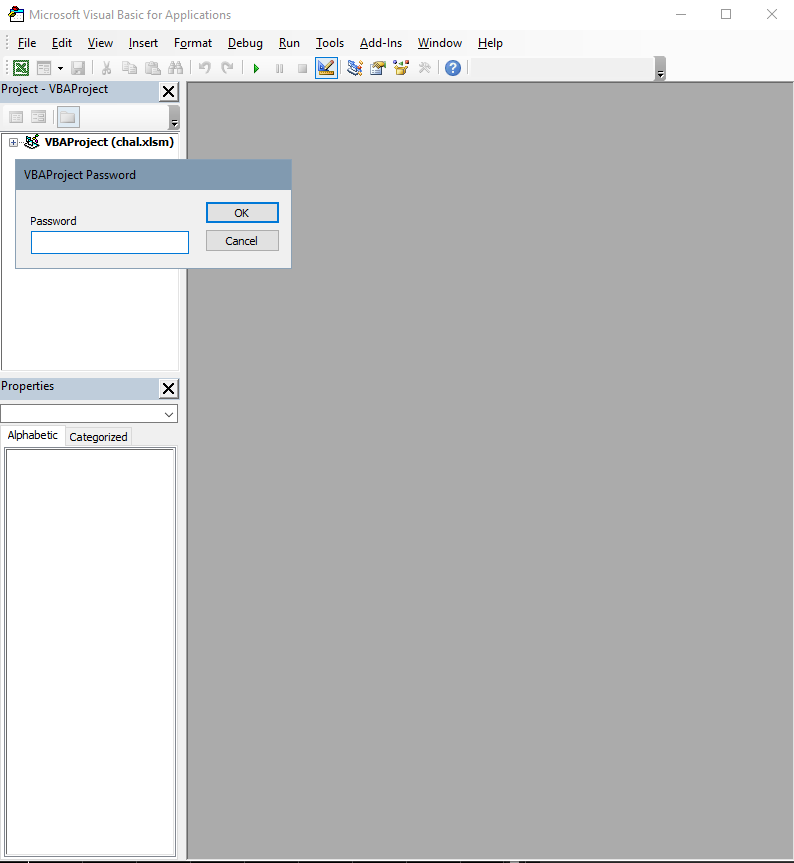 Microsoft Visual Basic for Applications
File Edit View Insert Format Debug Run Tools Add-Ins Window Help
Project - VBAProject
VBAProject (chal.xlsm)
VBAProject Password
Password
OK
Cancel
Properties
Alphabetic Categorized